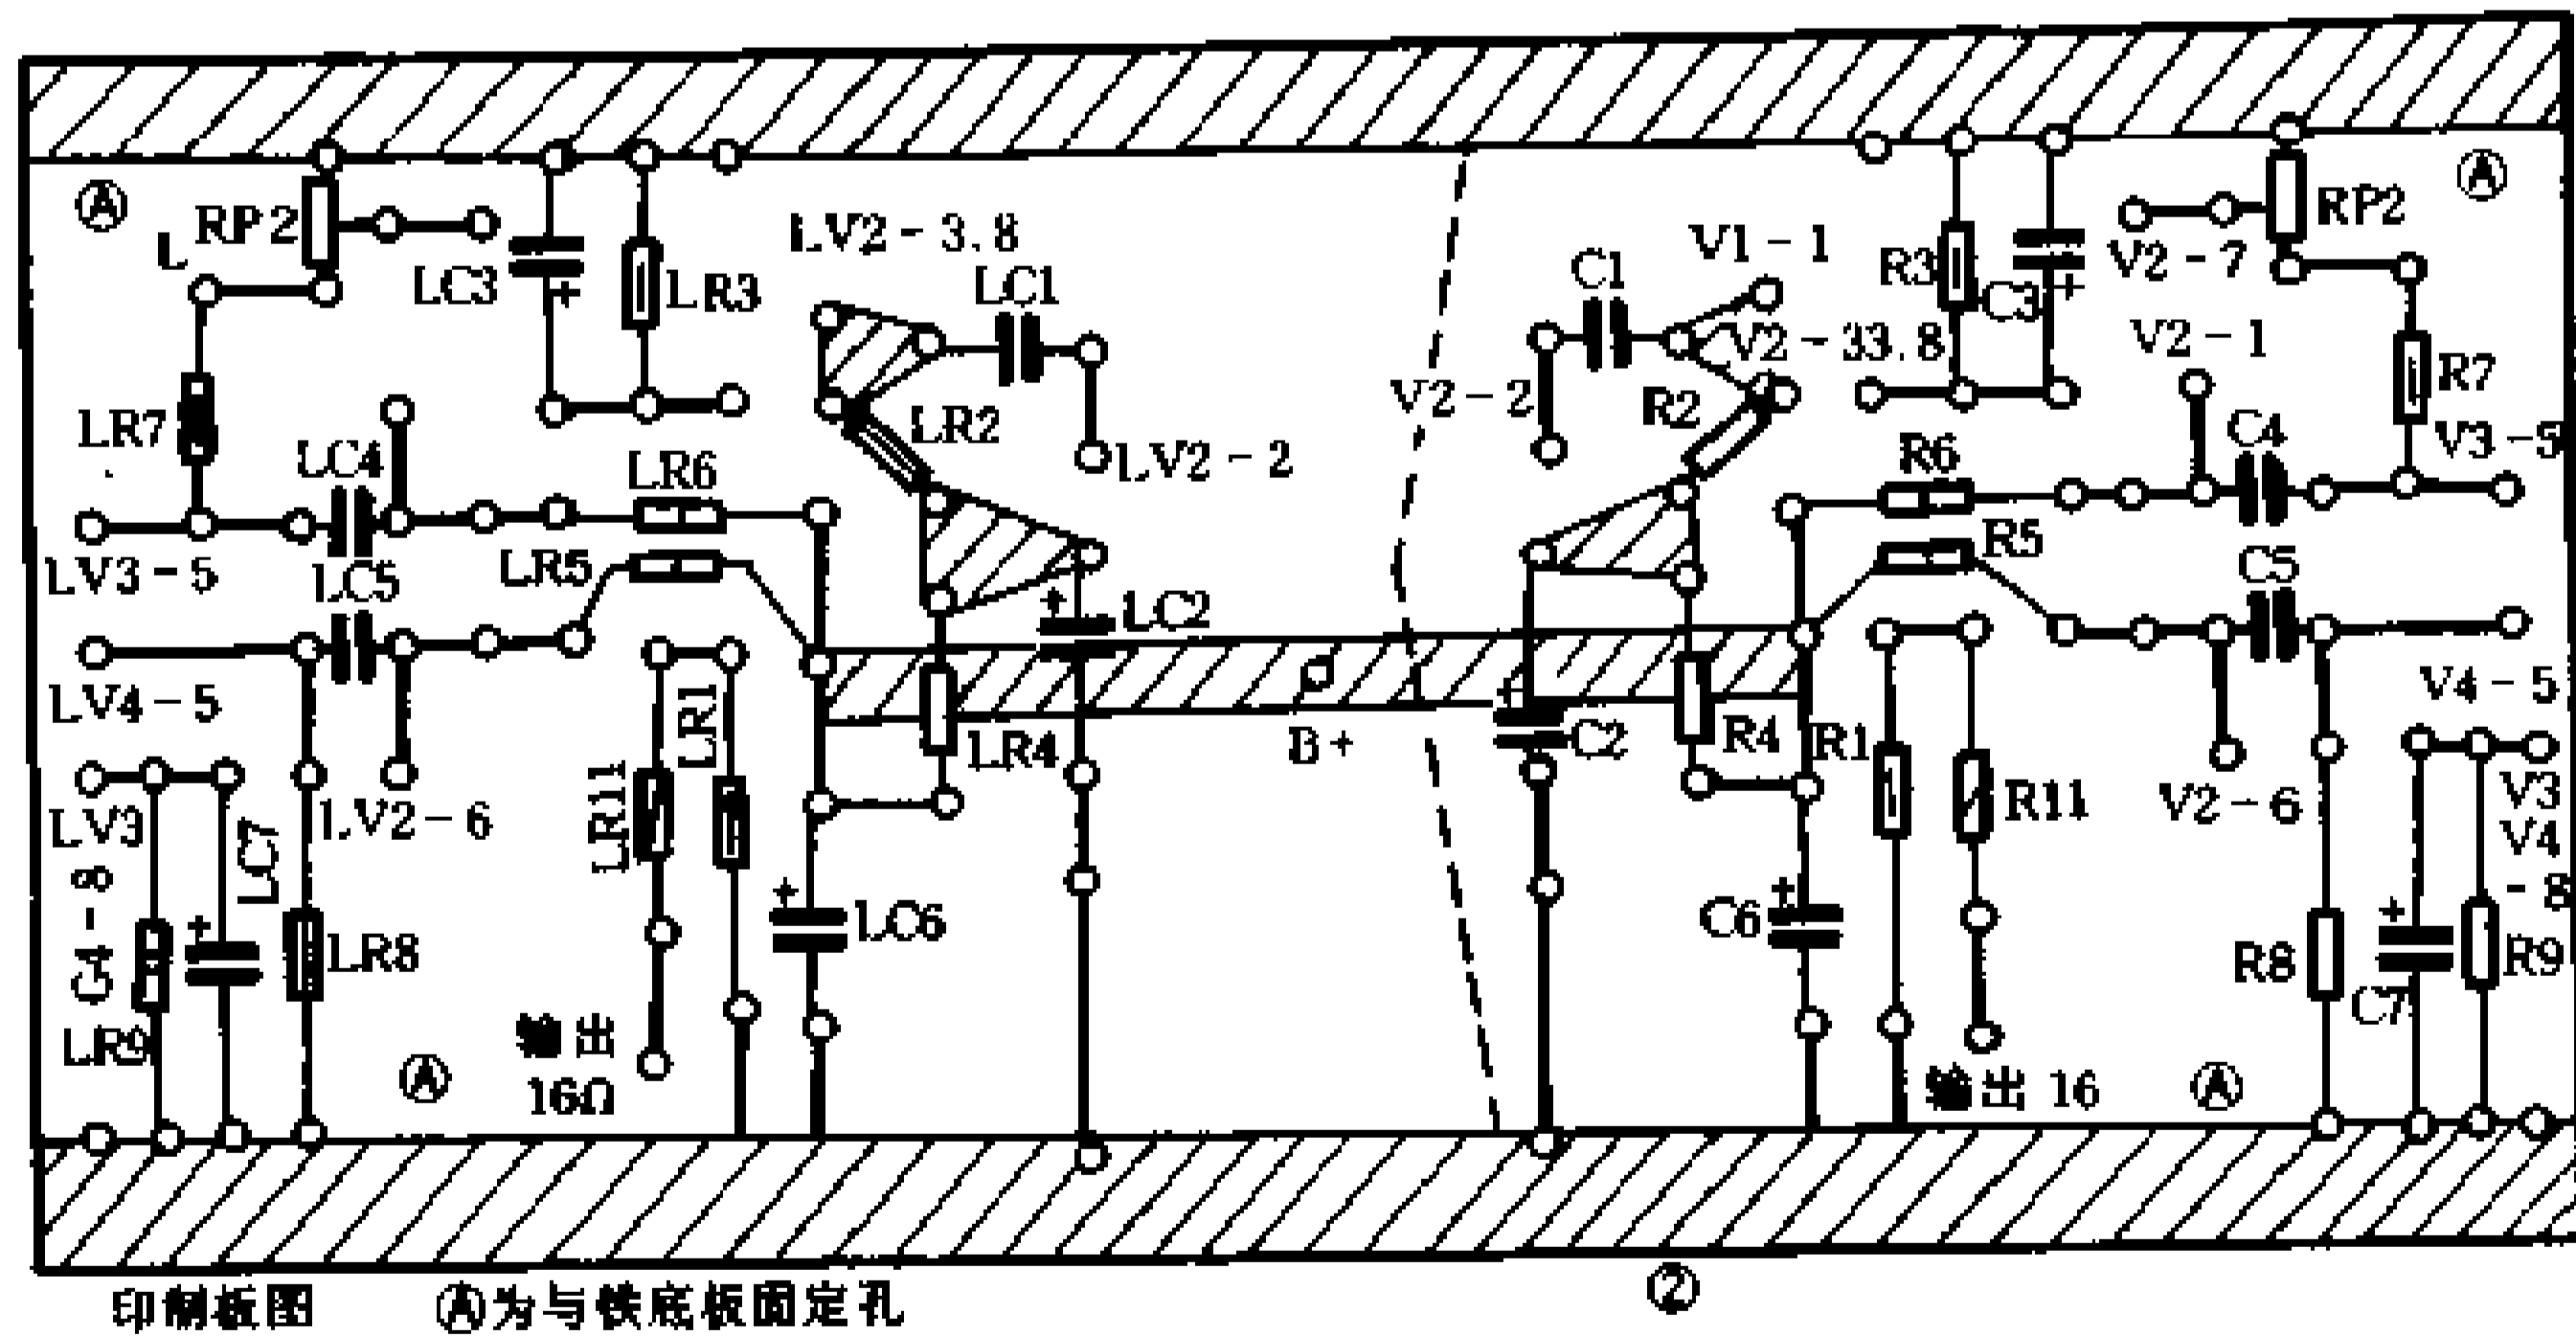 Ⓐ
Ⓐ
RP2
L
LC3
LR3
LV2-3.8
LC1
V1-1
C1
R3
C3
V2-7
RP2
V2-33.8
V2-1
R7
LR7
LR2
V2-2
R2
LC4
LR6
LV2-2
R6
C4
V3-5
LV3-5
LC5
LR5
LC2
R5
C5
LV4-5
LR1
LR4
B+
C2
R4
R1
V4-5
LV3
G4-8
LC7
LV2-6
LR11
R11
V2-6
V3
V4
-8
LC6
C6
LR8
LR9
R8
C7
R9
Ⓐ
输出
16Ω
输出 16
Ⓐ
印制板图
Ⓐ为与铁底板固定孔
②